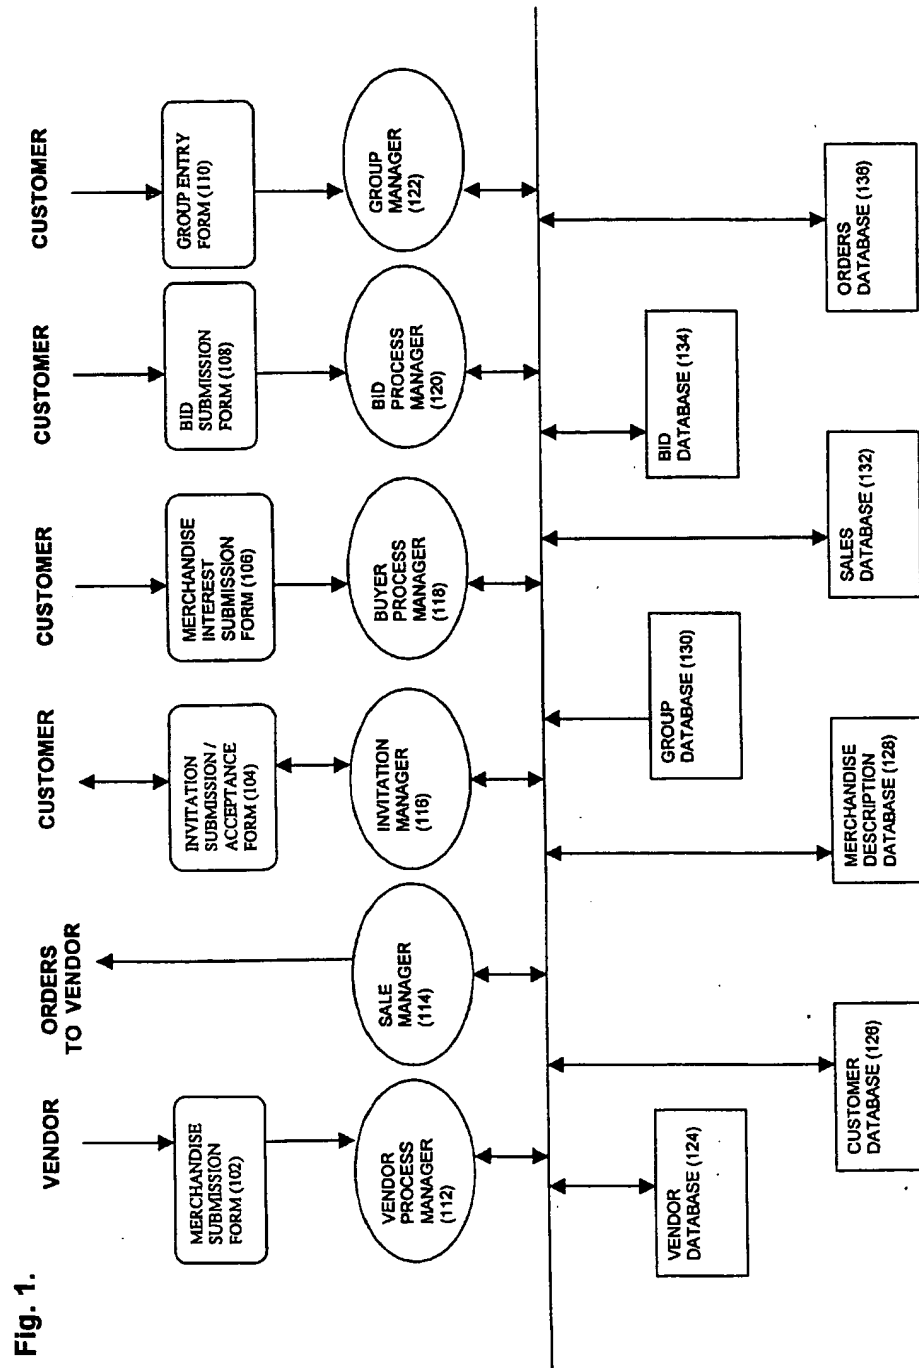 Fig. 1.
VENDOR
ORDERS
TO VENDOR
CUSTOMER
CUSTOMER
CUSTOMER
CUSTOMER
MERCHANDISE
SUBMISSION
FORM (102)
INVITATION
SUBMISSION /
ACCEPTANCE
FORM (104)
MERCHANDISE
INTEREST
SUBMISSION
FORM (106)
BID
SUBMISSION
FORM (108)
GROUP ENTRY
FORM (110)
VENDOR
PROCESS
MANAGER
(112)
SALE
MANAGER
(114)
INVITATION
MANAGER
(116)
BUYER
PROCESS
MANAGER
(118)
BID
PROCESS
MANAGER
(120)
GROUP
MANAGER
(122)
VENDOR
DATABASE (124)
GROUP
DATABASE (130)
BID
DATABASE (134)
CUSTOMER
DATABASE (126)
MERCHANDISE
DESCRIPTION
DATABASE (128)
SALES
DATABASE (132)
ORDERS
DATABASE (136)